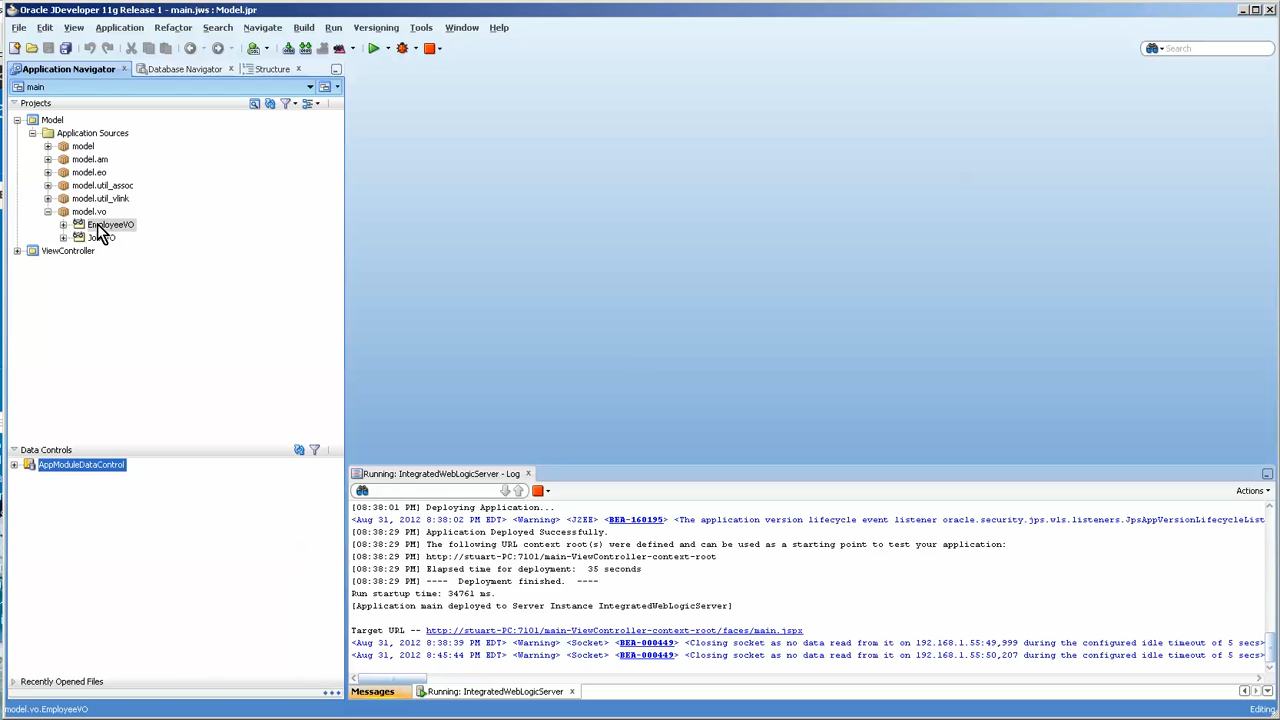 Oracle JDeveloper 11g Release 1 - main.jws : Model.jpr
File Edit View Application Refactor Search Navigate Build Run Versioning Tools Window Help
Search
Application Navigator Database Navigator Structure
main
Projects
Model
Application Sources
model
model.am
model.eo
model.util_assoc
model.util_vlink
model.vo
EmployeeVO
ViewController
Data Controls
AppModuleDataControl
Running: IntegratedWebLogicServer - Log
Actions
[08:38:01 PM] Deploying Application...
<Aug 31, 2012 8:38:02 PM EDT> <Warning> <J2EE> <BEA-160195> <The application version lifecycle event listener oracle.security.jps.wls.listeners.JpsAppVersionLifecycleList
[08:38:29 PM] Application Deployed Successfully.
[08:38:29 PM] The following URL context root(s) were defined and can be used as a starting point to test your application:
[08:38:29 PM] http://stuart-PC:7101/main-ViewController-context-root
[08:38:29 PM] Elapsed time for deployment: 35 seconds
[08:38:29 PM] ---- Deployment finished. ----
Run startup time: 34761 ms.
[Application main deployed to Server Instance IntegratedWebLogicServer]
Target URL -- http://stuart-PC:7101/main-ViewController-context-root/faces/main.jspx
<Aug 31, 2012 8:38:39 PM EDT> <Warning> <Socket> <BEA-000449> <Closing socket as no data read from it on 192.168.1.55:49,999 during the configured idle timeout of 5 secs>
<Aug 31, 2012 8:45:44 PM EDT> <Warning> <Socket> <BEA-000449> <Closing socket as no data read from it on 192.168.1.55:50,207 during the configured idle timeout of 5 secs>
Recently Opened Files
Messages Running: IntegratedWebLogicServer
model.vo.EmployeeVO
Editing